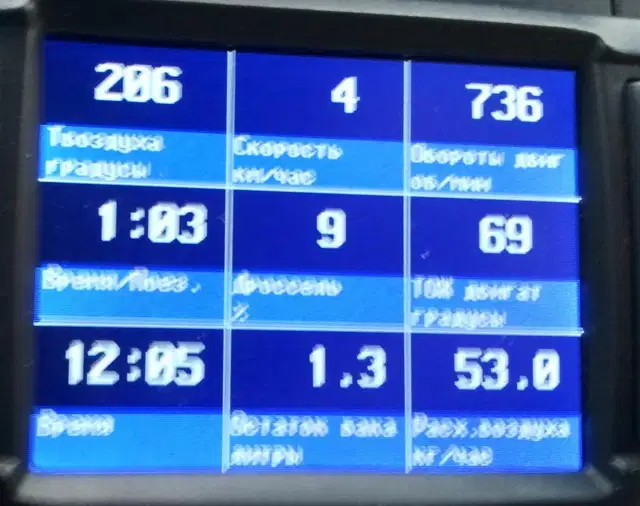 206 4 736
Твоздуха Скорость Обороты двиг
градусы км/час об/мин
1:03 9 69
Время/Поез. Дроссель ТОЖ двигат
% градусы
12:05 1.3 53.0
Время Остаток бака Расх.воздуха
литры кг/час